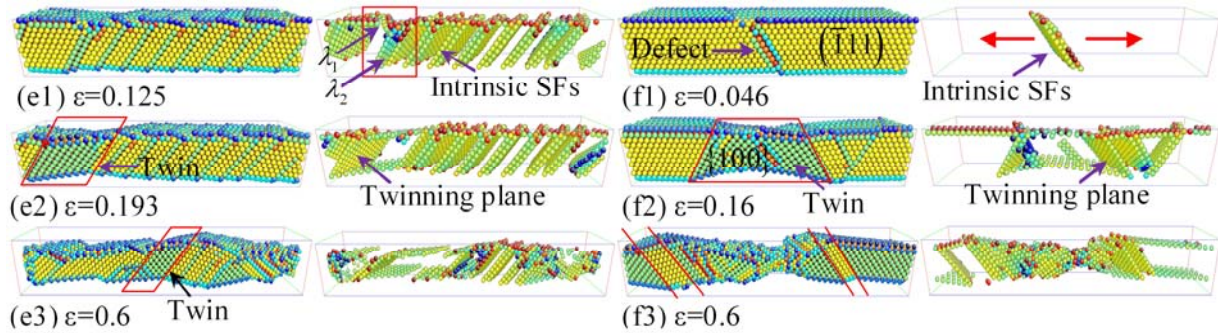 λ₁
λ₂
Intrinsic SFs
(e1) ε=0.125
Defect
(1̅11)
Intrinsic SFs
(f1) ε=0.046
Twin
Twinning plane
(e2) ε=0.193
{100}
Twin
Twinning plane
(f2) ε=0.16
Twin
(e3) ε=0.6
(f3) ε=0.6